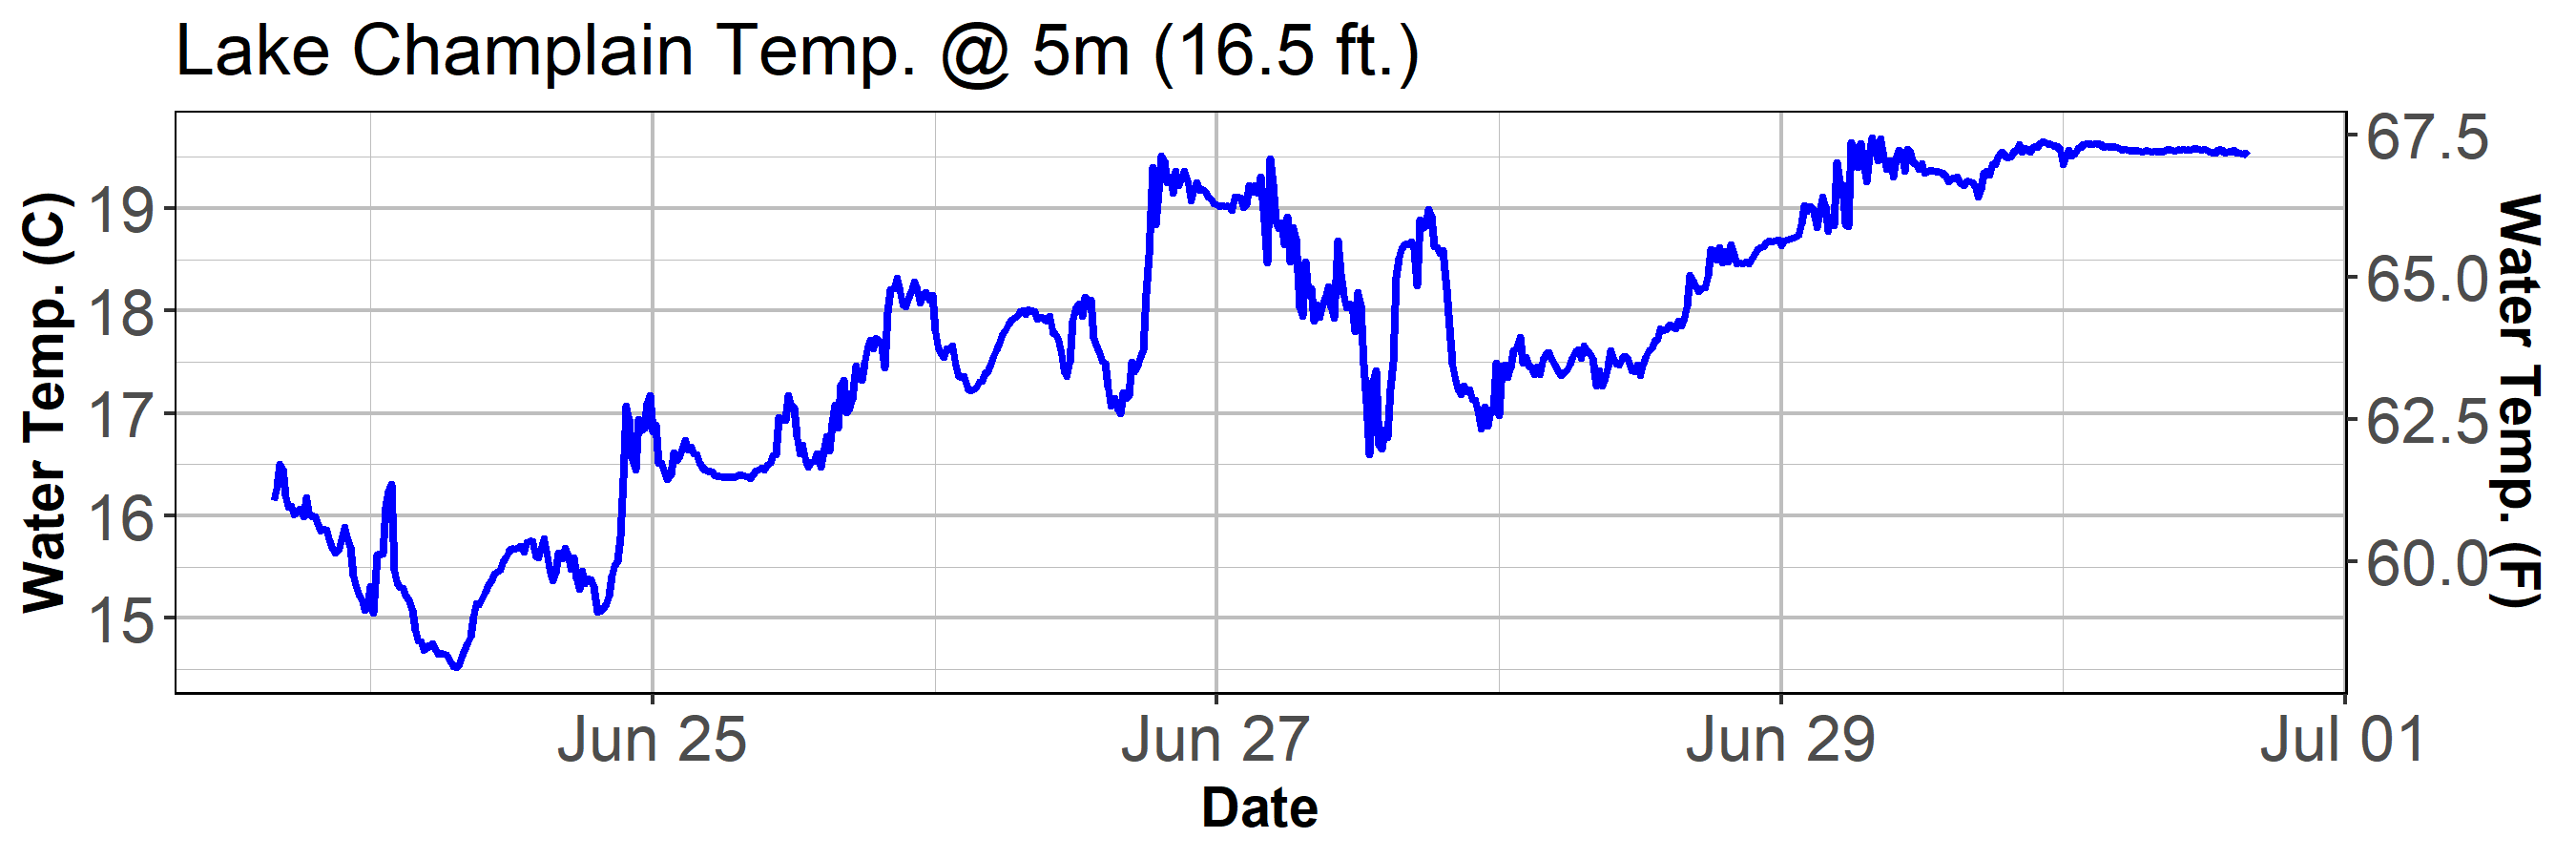 Lake Champlain Temp. @ 5m (16.5 ft.)
Water Temp. (C)
19
18
17
16
15
67.5
65.0
62.5
60.0
Water Temp. (F)
Jun 25 Jun 27 Jun 29 Jul 01
Date